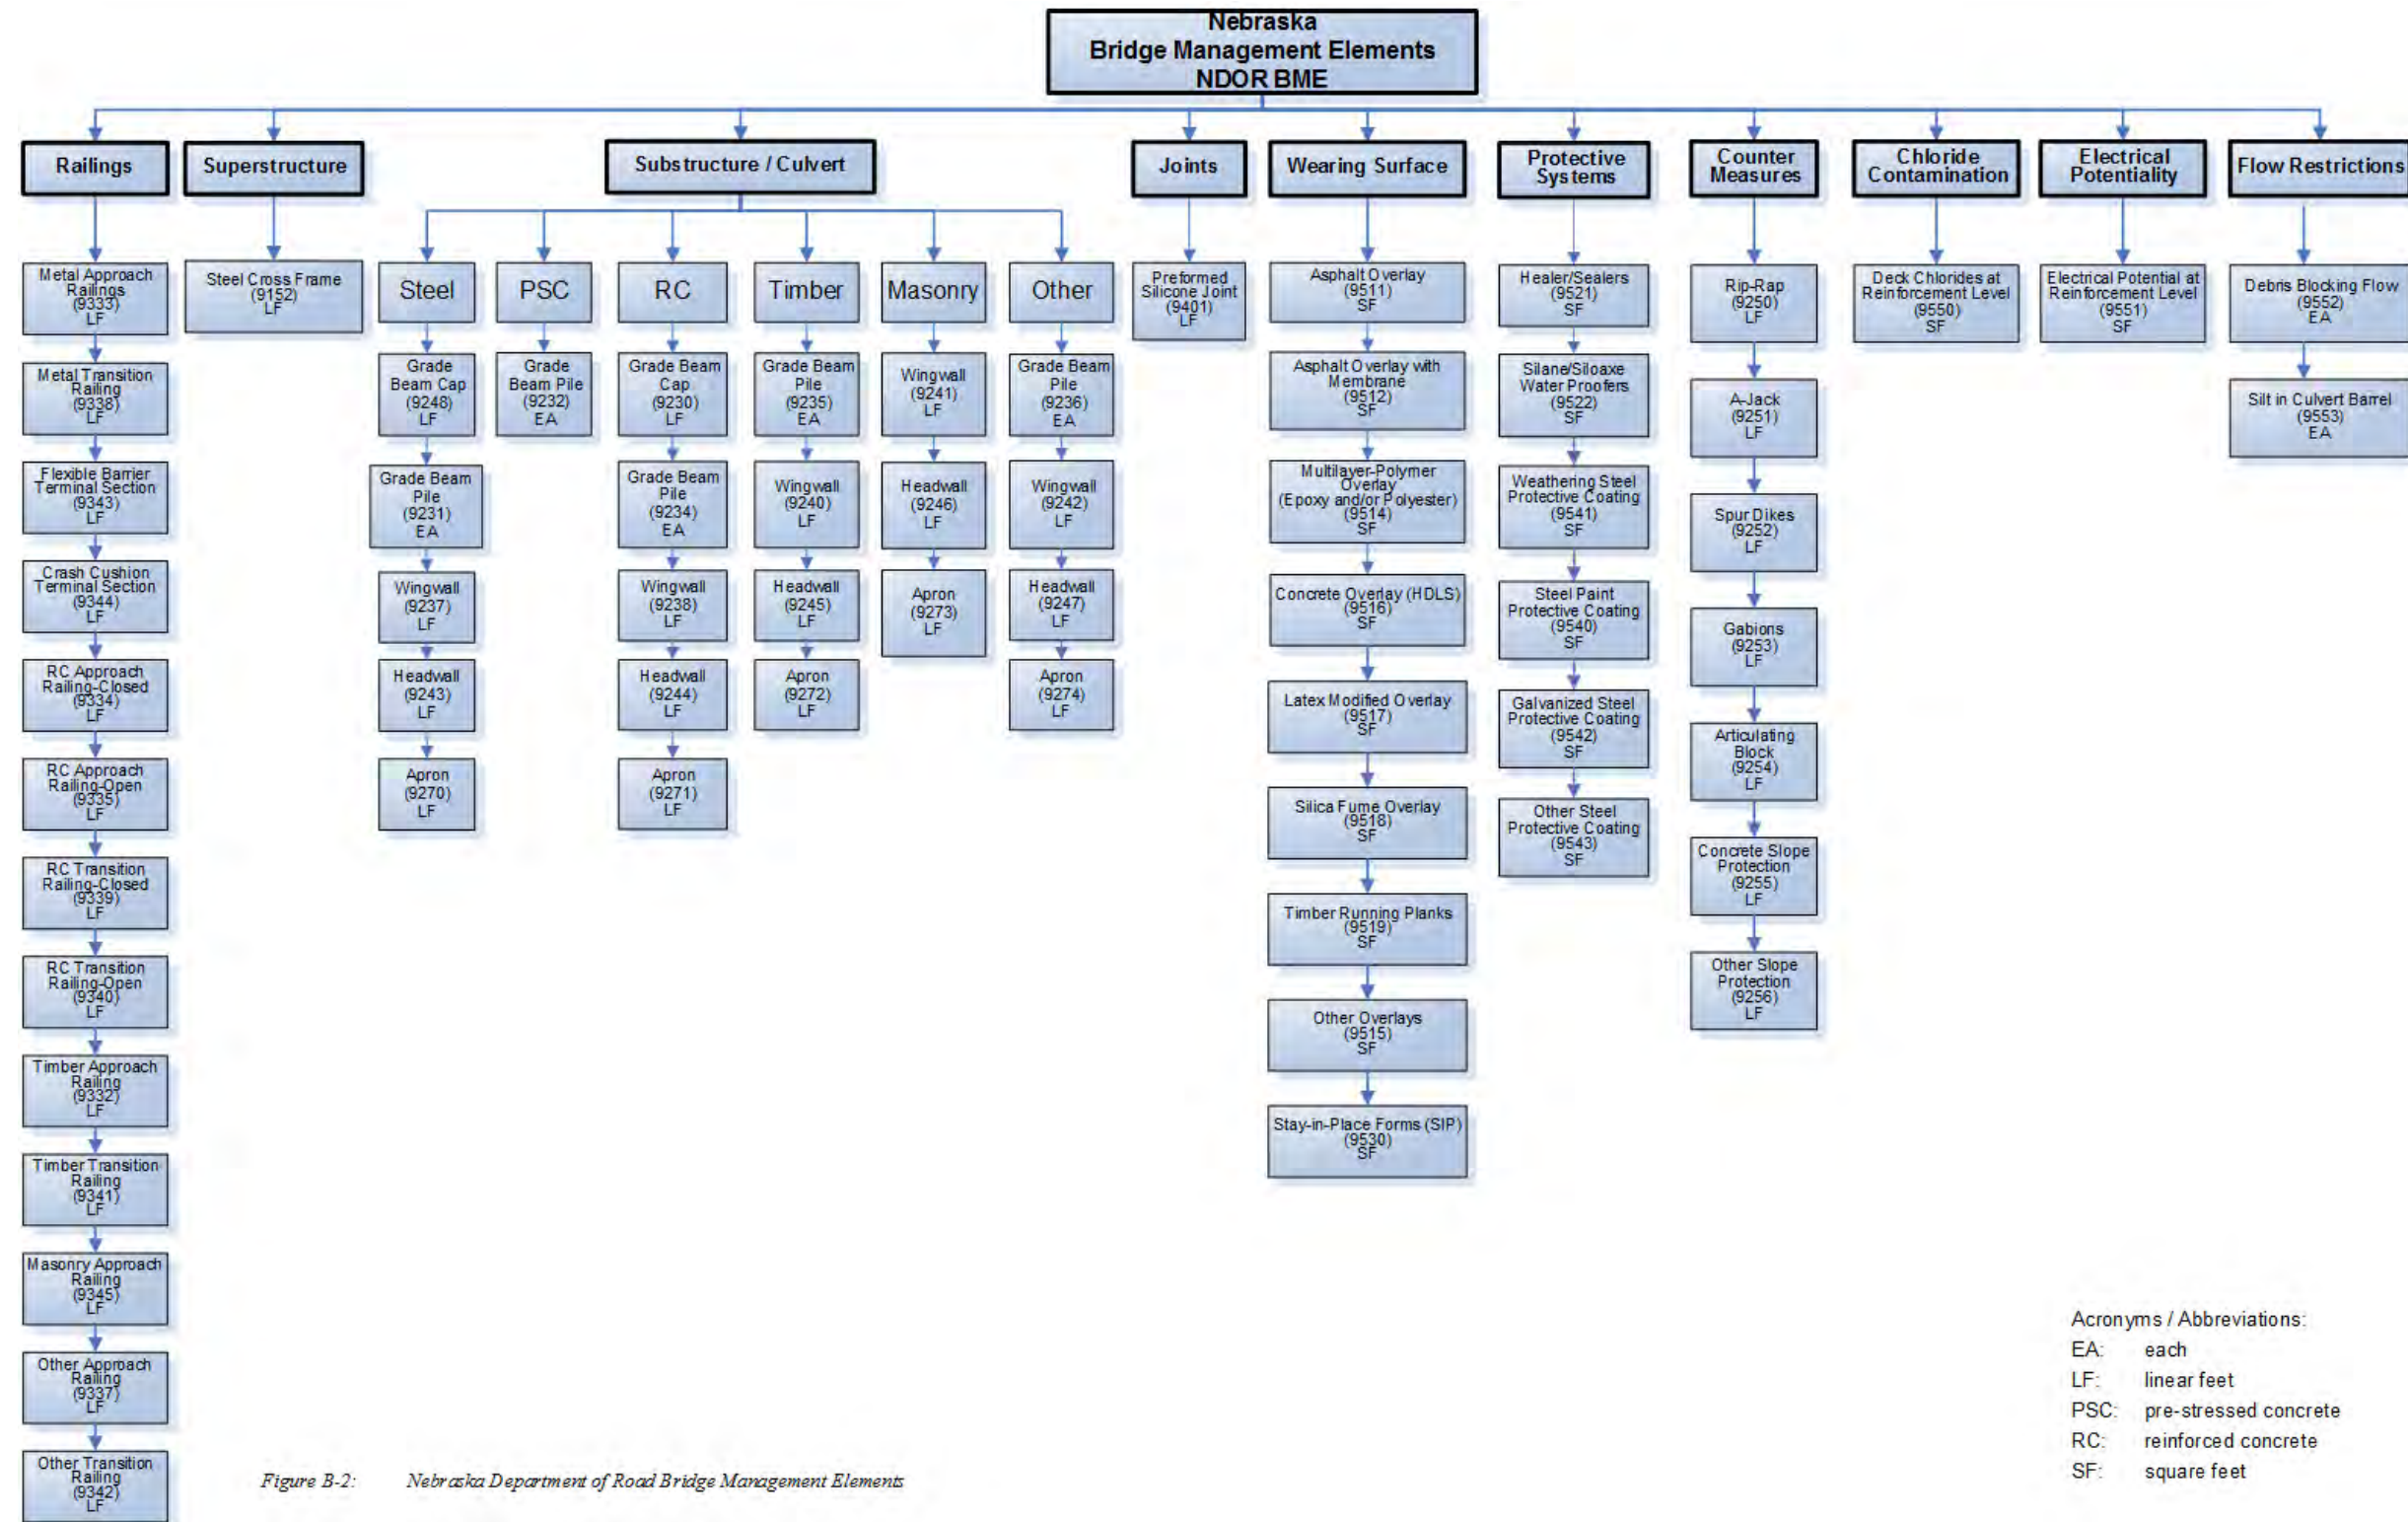 Nebraska
Bridge Management Elements
NDOR BME
Railings
Metal Approach
Railings
(9333)
LF
Metal Transition
Railing
(9338)
LF
Flexible Barrier
Terminal Section
(9343)
LF
Crash Cushion
Terminal Section
(9344)
LF
RC Approach
Railing-Closed
(9334)
LF
RC Approach
Railing-Open
(9335)
LF
RC Transition
Railing-Closed
(9339)
LF
RC Transition
Railing-Open
(9340)
LF
Timber Approach
Railing
(9332)
LF
Timber Transition
Railing
(9341)
LF
Masonry Approach
Railing
(9345)
LF
Other Approach
Railing
(9337)
LF
Other Transition
Railing
(9342)
LF
Superstructure
Steel Cross Frame
(9152)
LF
Substructure / Culvert
Steel
Grade
Beam Cap
(9248)
LF
Grade Beam
Pile
(9231)
EA
Wingwall
(9237)
LF
Headwall
(9243)
LF
Apron
(9270)
LF
PSC
Grade
Beam Pile
(9232)
EA
RC
Grade Beam
Cap
(9230)
LF
Grade Beam
Pile
(9234)
EA
Wingwall
(9238)
LF
Headwall
(9244)
LF
Apron
(9271)
LF
Timber
Grade Beam
Pile
(9235)
EA
Wingwall
(9240)
LF
Headwall
(9245)
LF
Apron
(9272)
LF
Masonry
Wingwall
(9241)
LF
Headwall
(9246)
LF
Apron
(9273)
LF
Other
Grade Beam
Pile
(9236)
EA
Wingwall
(9242)
LF
Headwall
(9247)
LF
Apron
(9274)
LF
Joints
Preformed
Silicone Joint
(9401)
LF
Wearing Surface
Asphalt Overlay
(9511)
SF
Asphalt Overlay with
Membrane
(9512)
SF
Multilayer-Polymer
Overlay
(Epoxy and/or Polyester)
(9514)
SF
Concrete Overlay (HDLS)
(9516)
SF
Latex Modified Overlay
(9517)
SF
Silica Fume Overlay
(9518)
SF
Timber Running Planks
(9519)
SF
Other Overlays
(9515)
SF
Stay-in-Place Forms (SIP)
(9530)
SF
Protective
Systems
Healer/Sealers
(9521)
SF
Silane/Siloaxe
Water Proofers
(9522)
SF
Weathering Steel
Protective Coating
(9541)
SF
Steel Paint
Protective Coating
(9540)
SF
Galvanized Steel
Protective Coating
(9542)
SF
Other Steel
Protective Coating
(9543)
SF
Counter
Measures
Rip-Rap
(9250)
LF
A-Jack
(9251)
LF
Spur Dikes
(9252)
LF
Gabions
(9253)
LF
Articulating
Block
(9254)
LF
Concrete Slope
Protection
(9255)
LF
Other Slope
Protection
(9256)
LF
Chloride
Contamination
Deck Chlorides at
Reinforcement Level
(9550)
SF
Electrical
Potentiality
Electrical Potential at
Reinforcement Level
(9551)
SF
Flow Restrictions
Debris Blocking Flow
(9552)
EA
Silt in Culvert Barrel
(9553)
EA
Acronyms / Abbreviations:
EA: each
LF: linear feet
PSC: pre-stressed concrete
RC: reinforced concrete
SF: square feet
Figure B-2: Nebraska Department of Road Bridge Management Elements